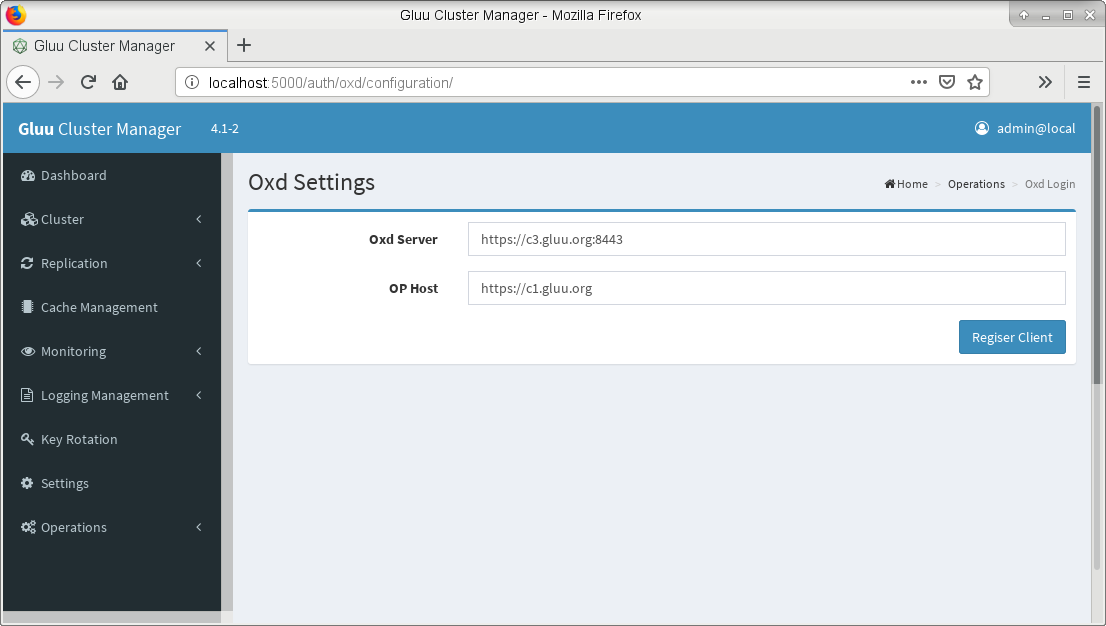 Gluu Cluster Manager - Mozilla Firefox
Gluu Cluster Manager
localhost:5000/auth/oxd/configuration/
Gluu Cluster Manager 4.1-2 admin@local
Dashboard
Cluster
Replication
Cache Management
Monitoring
Logging Management
Key Rotation
Settings
Operations
Oxd Settings
Home > Operations > Oxd Login
Oxd Server https://c3.gluu.org:8443
OP Host https://c1.gluu.org
Regiser Client